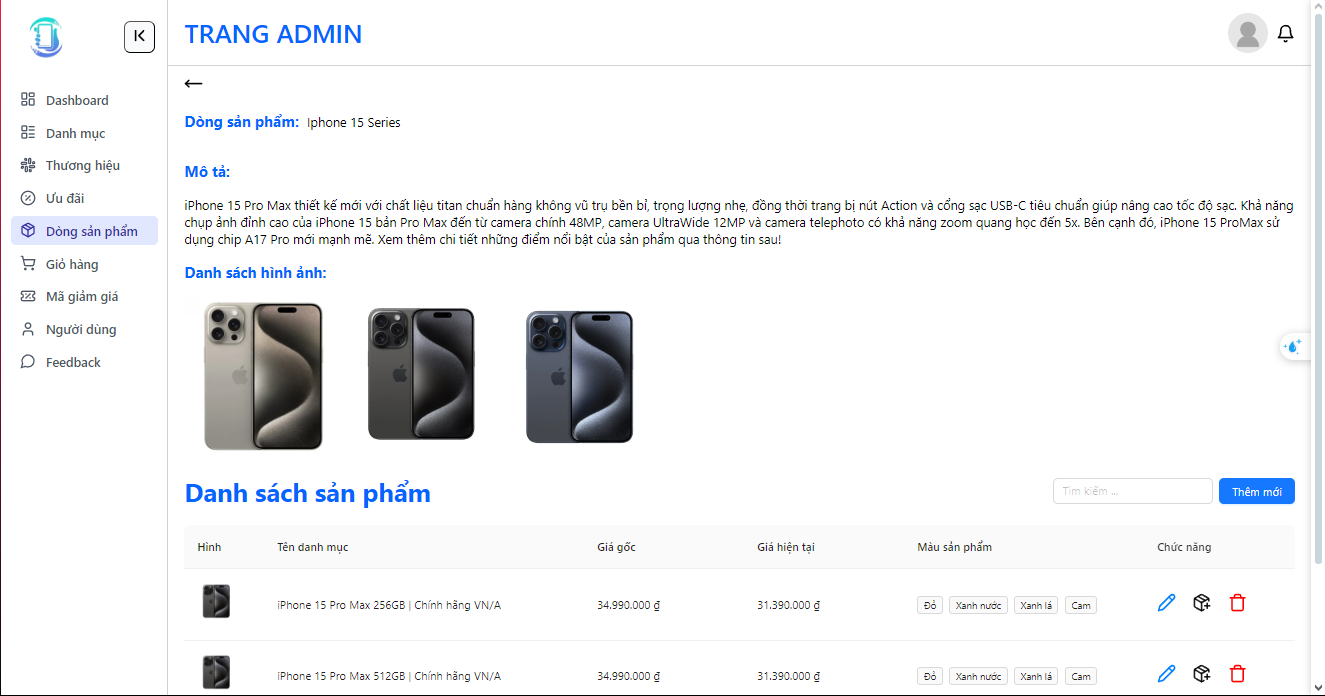 TRANG ADMIN
Dashboard
Danh mục
Thương hiệu
Ưu đãi
Dòng sản phẩm
Giỏ hàng
Mã giảm giá
Người dùng
Feedback
Dòng sản phẩm: Iphone 15 Series
Mô tả:
iPhone 15 Pro Max thiết kế mới với chất liệu titan chuẩn hàng không vũ trụ bền bỉ, trọng lượng nhẹ, đồng thời trang bị nút Action và cổng sạc USB-C tiêu chuẩn giúp nâng cao tốc độ sạc. Khả năng
chụp ảnh đỉnh cao của iPhone 15 bản Pro Max đến từ camera chính 48MP, camera UltraWide 12MP và camera telephoto có khả năng zoom quang học đến 5x. Bên cạnh đó, iPhone 15 ProMax sử
dụng chip A17 Pro mới mạnh mẽ. Xem thêm chi tiết những điểm nổi bật của sản phẩm qua thông tin sau!
Danh sách hình ảnh:
Danh sách sản phẩm
Tìm kiếm ...
Thêm mới
Hình Tên danh mục Giá gốc Giá hiện tại Màu sản phẩm Chức năng
iPhone 15 Pro Max 256GB | Chính hãng VN/A 34.990.000 ₫ 31.390.000 ₫ Đỏ Xanh nước Xanh lá Cam
iPhone 15 Pro Max 512GB | Chính hãng VN/A 34.990.000 ₫ 31.390.000 ₫ Đỏ Xanh nước Xanh lá Cam